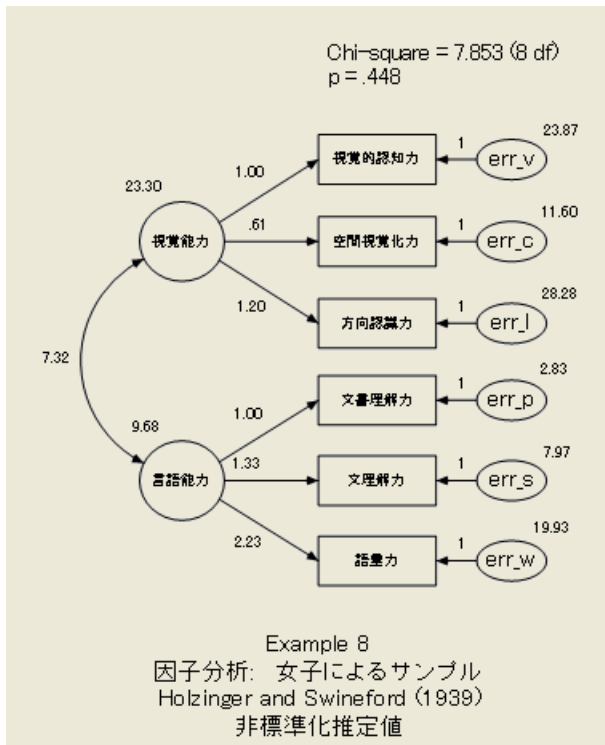 Chi-square = 7.853 (8 df)
p = .448
23.87
視覚的認知力
1
err_v
1.00
23.30
11.60
視覚能力
.61
空間視覚化力
1
err_c
28.28
1.20
方向認識力
1
err_l
7.32
2.83
文書理解力
1
err_p
1.00
9.68
7.97
言語能力
1.33
文理解力
1
err_s
19.93
2.23
語彙力
1
err_w
Example 8
因子分析: 女子によるサンプル
Holzinger and Swineford (1939)
非標準化推定値